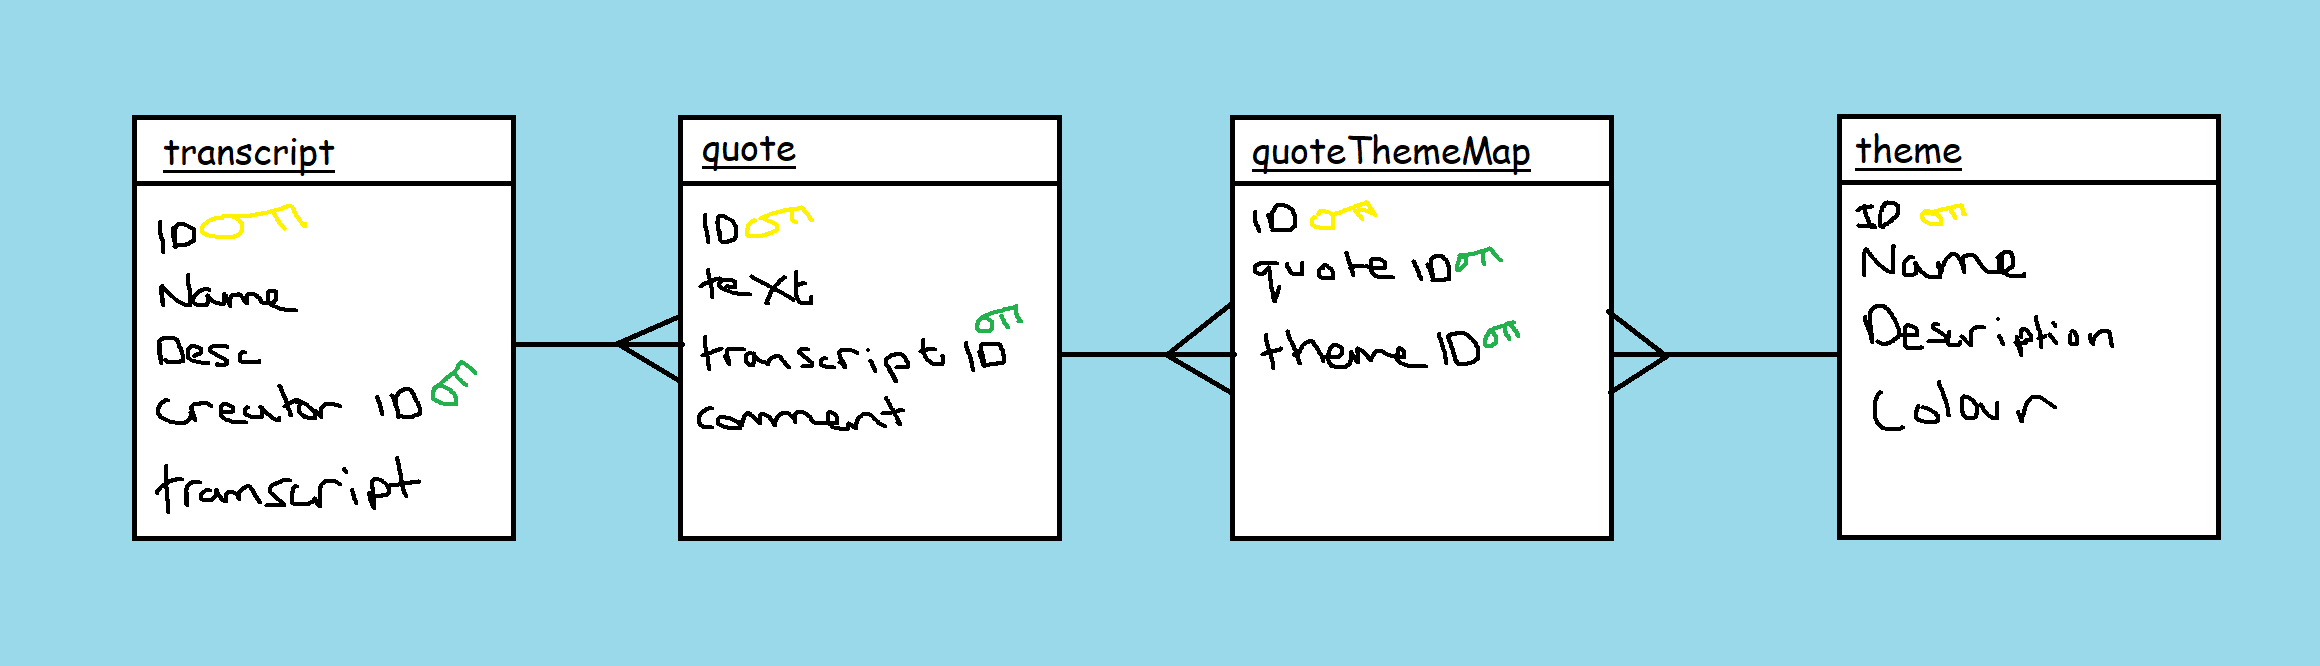 transcript
ID
Name
Desc
creator ID
transcript
quote
ID
text
transcript ID
comment
quoteThemeMap
ID
quote ID
theme ID
theme
ID
Name
Description
Colour